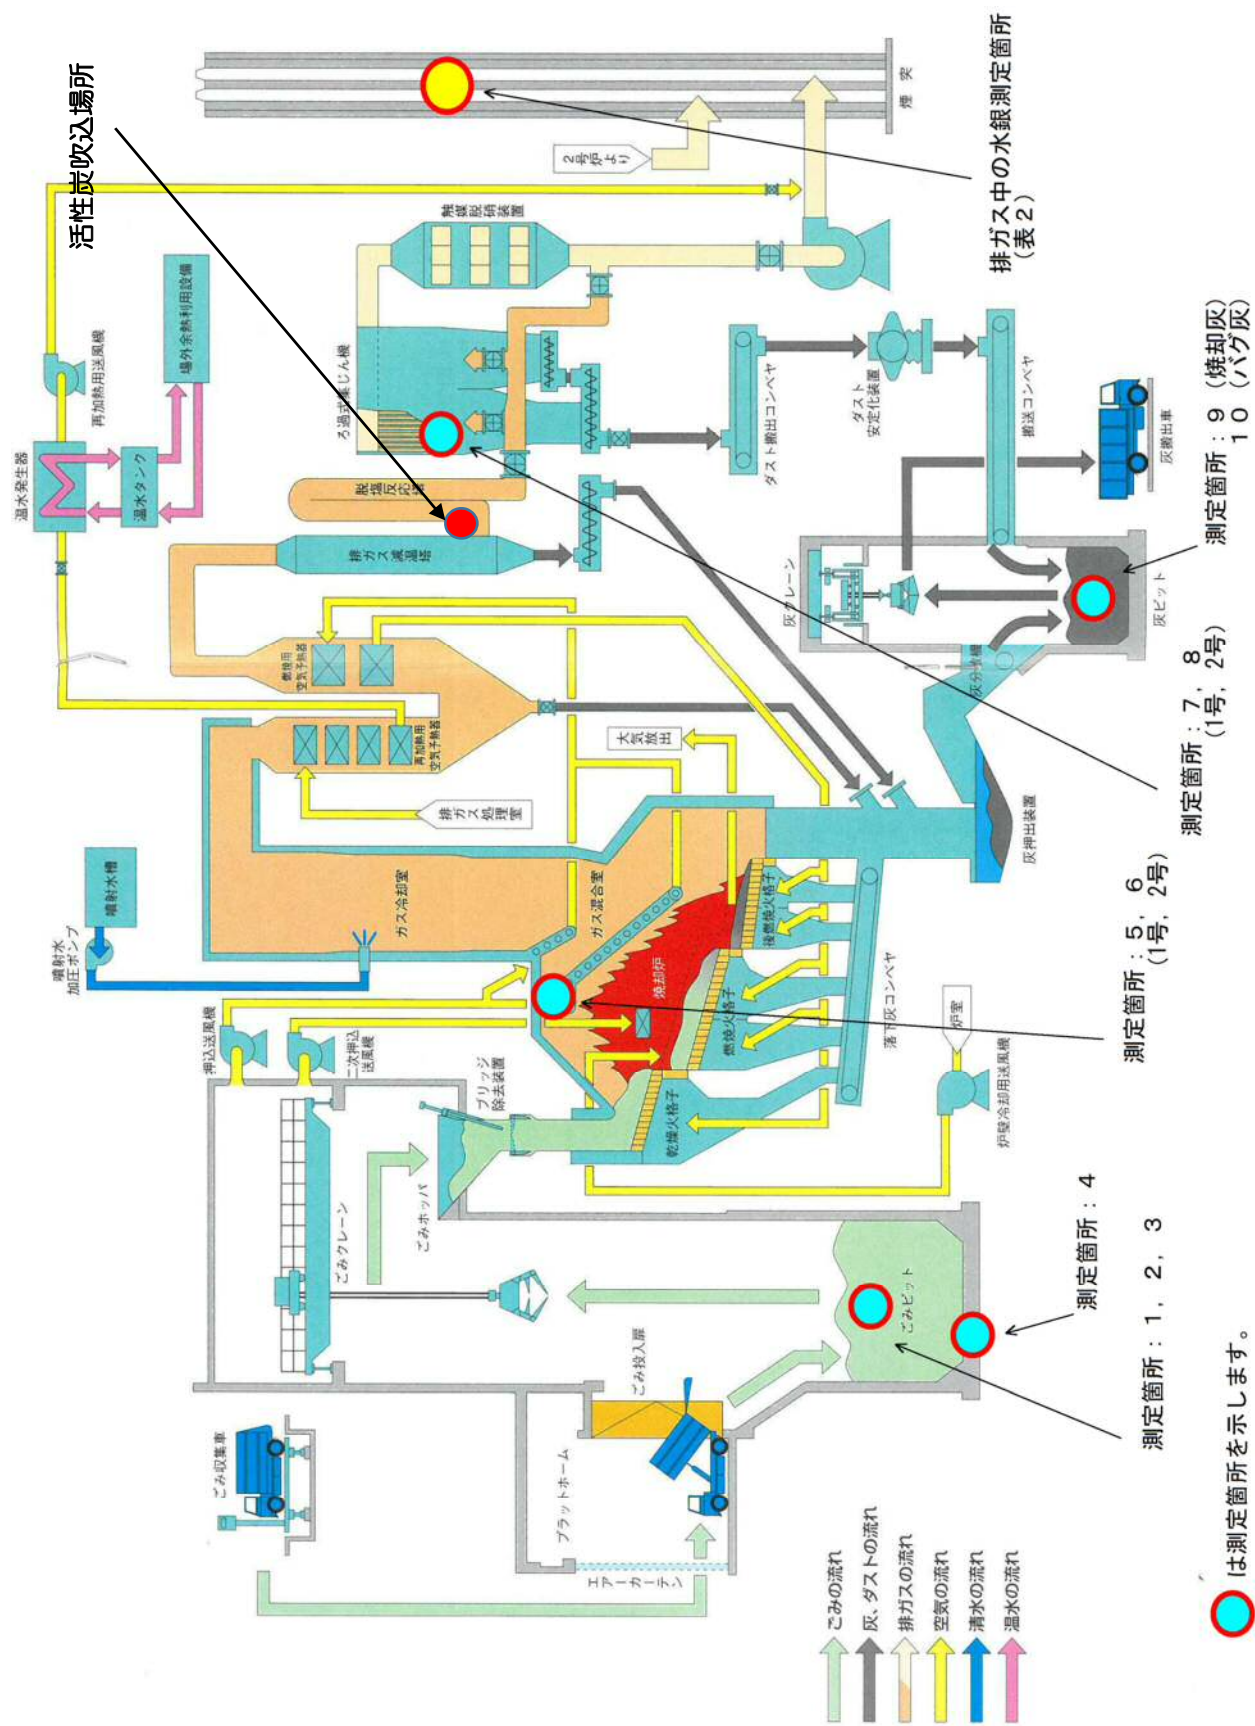 活性炭吹込場所
排ガス中の水銀測定箇所
(表2)
温水発生器
再加熱用送風機
場外余熱利用設備
温水タンク
2号炉より
煙突
触媒脱硝装置
ろ過式集じん機
脱塩反応塔
排ガス減温塔
ダスト搬出コンベヤ
ダスト
安定化装置
搬送コンベヤ
灰搬出車
灰クレーン
灰ピット
灰分散機
灰押出装置
燃焼用
空気予熱器
再加熱用
空気予熱器
排ガス処理室
大気放出
噴射水槽
噴射水
加圧ポンプ
ガス冷却室
ガス混合室
焼却炉
後燃焼火格子
燃焼火格子
乾燥火格子
落下灰コンベヤ
炉室
炉壁冷却用送風機
押込送風機
二次押込
送風機
ブリッジ
除去装置
ごみホッパ
ごみクレーン
ごみピット
ごみ投入扉
プラットホーム
エアーカーテン
ごみ収集車
測定箇所:1,2,3
測定箇所:4
測定箇所:5,6
(1号,2号)
測定箇所:7,8
(1号,2号)
測定箇所:9(焼却灰)
10(バグ灰)
ごみの流れ
灰、ダストの流れ
排ガスの流れ
空気の流れ
清水の流れ
温水の流れ
は測定箇所を示します。